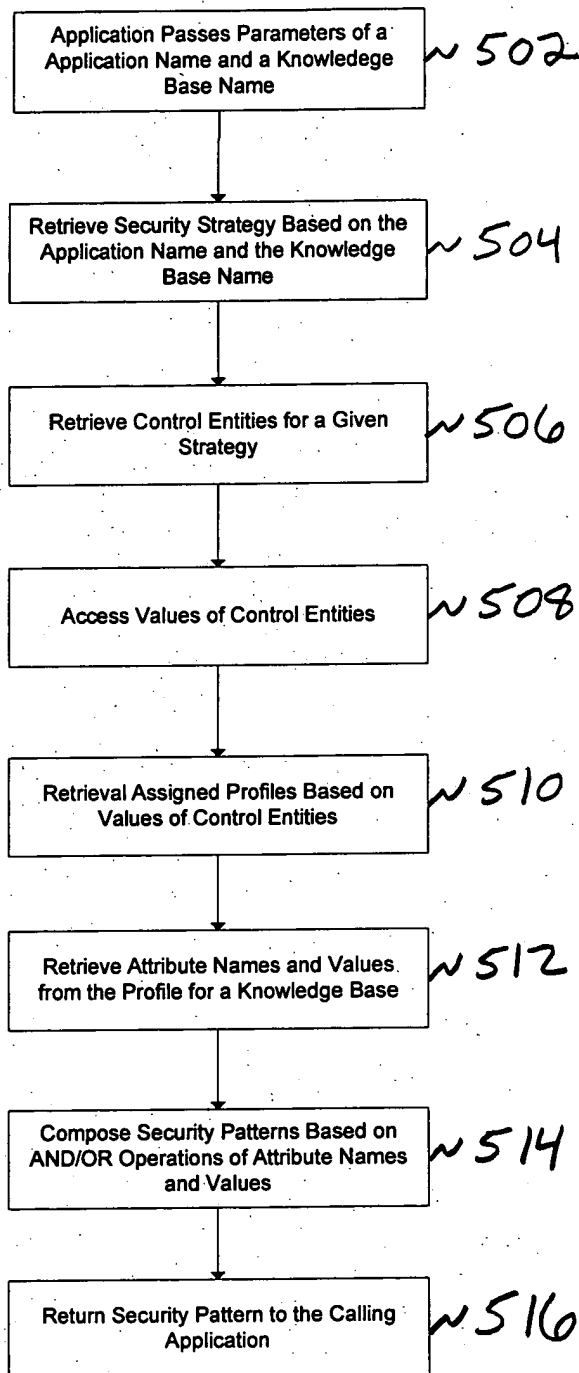 Application Passes Parameters of a
Application Name and a Knowledege
Base Name
~ 502
Retrieve Security Strategy Based on the
Application Name and the Knowledge
Base Name
~ 504
Retrieve Control Entities for a Given
Strategy
~ 506
Access Values of Control Entities
~ 508
Retrieval Assigned Profiles Based on
Values of Control Entities
~ 510
Retrieve Attribute Names and Values
from the Profile for a Knowledge Base
~ 512
Compose Security Patterns Based on
AND/OR Operations of Attribute Names
and Values
~ 514
Return Security Pattern to the Calling
Application
~ 516